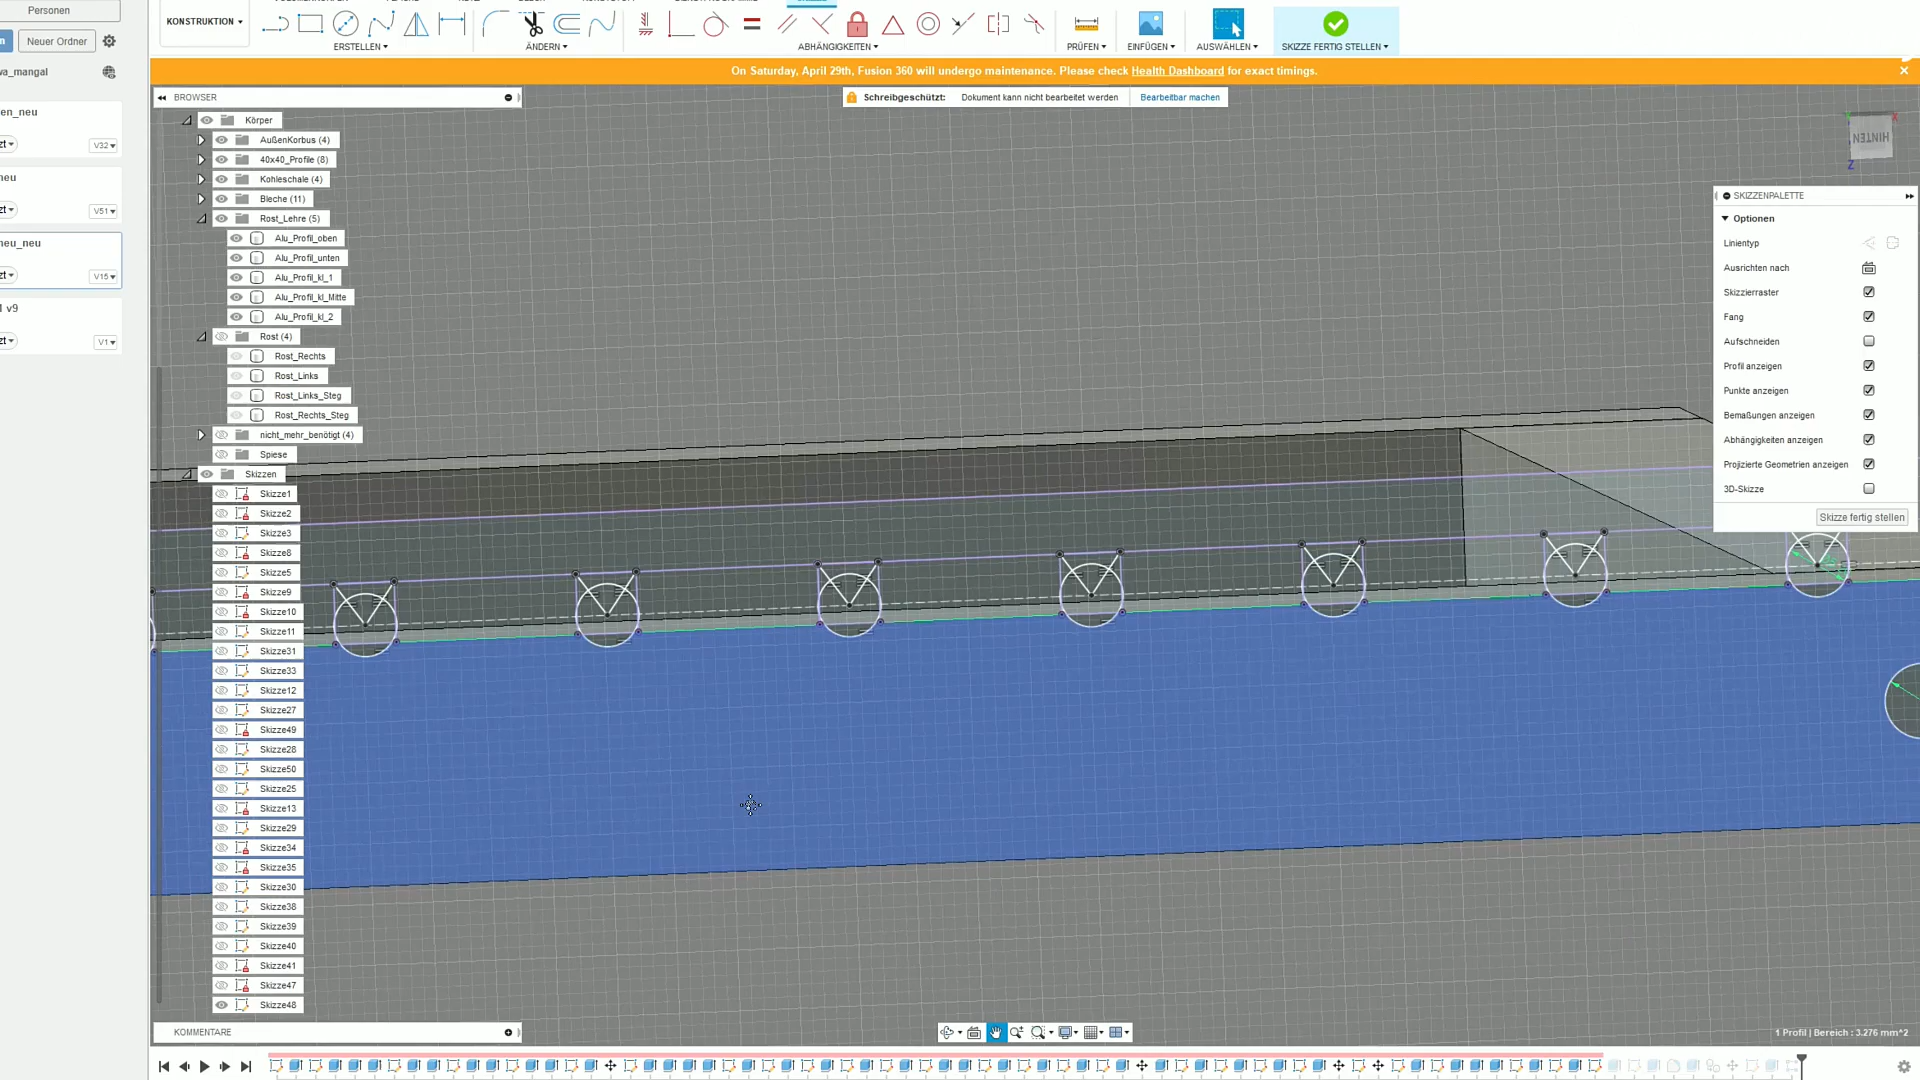 Personen
KONSTRUKTION
ERSTELLEN
ÄNDERN
ABHÄNGIGKEITEN
PRÜFEN
EINFÜGEN
AUSWÄHLEN
SKIZZE FERTIG STELLEN
Neuer Ordner
On Saturday, April 29th, Fusion 360 will undergo maintenance. Please check Health Dashboard for exact timings.
wa_mangal
BROWSER
Schreibgeschützt: Dokument kann nicht bearbeitet werden
Bearbeitbar machen
en_neu
zt
V32
neu
zt
V51
neu_neu
zt
V15
1 v9
zt
V1
Körper
AußenKorbus (4)
40x40_Profile (8)
Kohleschale (4)
Bleche (11)
Rost_Lehre (5)
Alu_Profil_oben
Alu_Profil_unten
Alu_Profil_kl_1
Alu_Profil_kl_Mitte
Alu_Profil_kl_2
Rost (4)
Rost_Rechts
Rost_Links
Rost_Links_Steg
Rost_Rechts_Steg
nicht_mehr_benötigt (4)
Spiese
Skizzen
Skizze1
Skizze2
Skizze3
Skizze8
Skizze5
Skizze9
Skizze10
Skizze11
Skizze31
Skizze33
Skizze12
Skizze27
Skizze49
Skizze28
Skizze50
Skizze25
Skizze13
Skizze29
Skizze34
Skizze35
Skizze30
Skizze38
Skizze39
Skizze40
Skizze41
Skizze47
Skizze48
KOMMENTARE
HINTEN
X
Z
SKIZZENPALETTE
Optionen
Linientyp
Ausrichten nach
Skizzierraster
Fang
Aufschneiden
Profil anzeigen
Punkte anzeigen
Bemaßungen anzeigen
Abhängigkeiten anzeigen
Projizierte Geometrien anzeigen
3D-Skizze
Skizze fertig stellen
1 Profil | Bereich : 3.276 mm^2